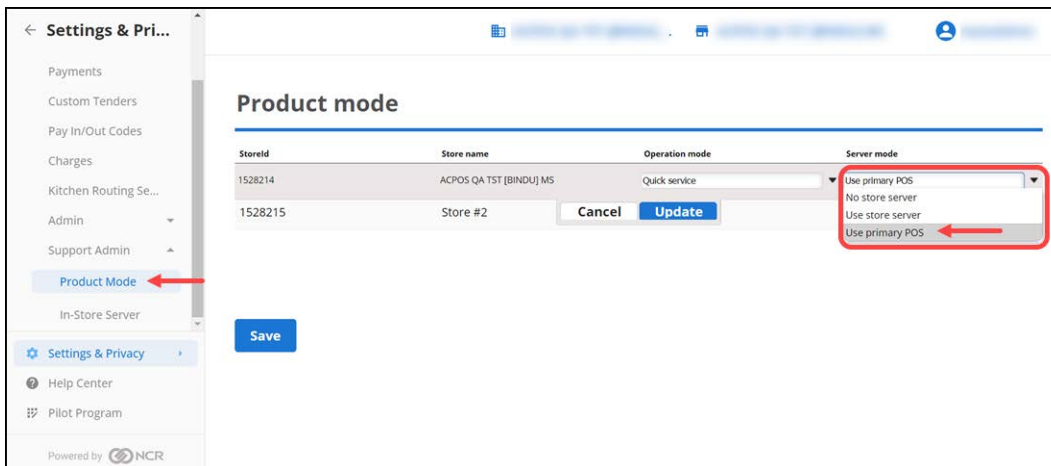 Settings & Pri...
Payments
Custom Tenders
Pay In/Out Codes
Charges
Kitchen Routing Se...
Admin
Support Admin
Product Mode
In-Store Server
Settings & Privacy
Help Center
Pilot Program
Powered by NCR
Product mode
StoreId Store name Operation mode Server mode
1528214 ACPOS QA TST [BINDU] MS Quick service Use primary POS
No store server
1528215 Store #2 Cancel Update Use store server
Use primary POS
Save